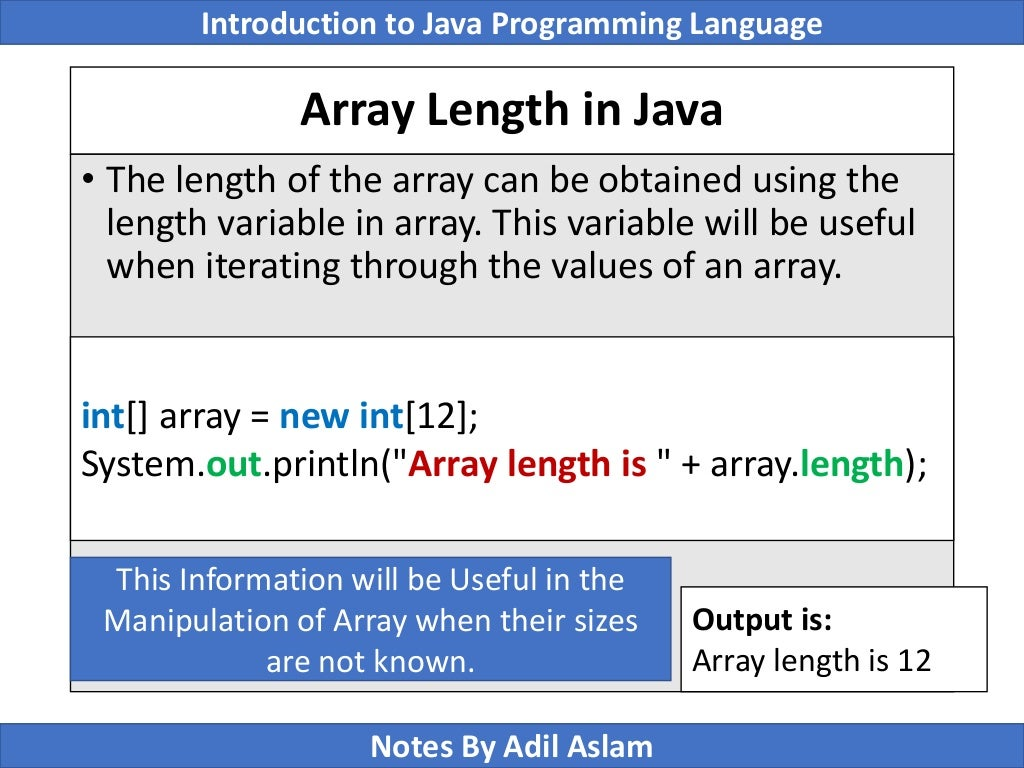 Introduction to Java Programming Language
Array Length in Java
• The length of the array can be obtained using the
length variable in array. This variable will be useful
when iterating through the values of an array.
int[] array = new int[12];
System.out.println("Array length is " + array.length);
This Information will be Useful in the
Manipulation of Array when their sizes
are not known.
Output is:
Array length is 12
Notes By Adil Aslam